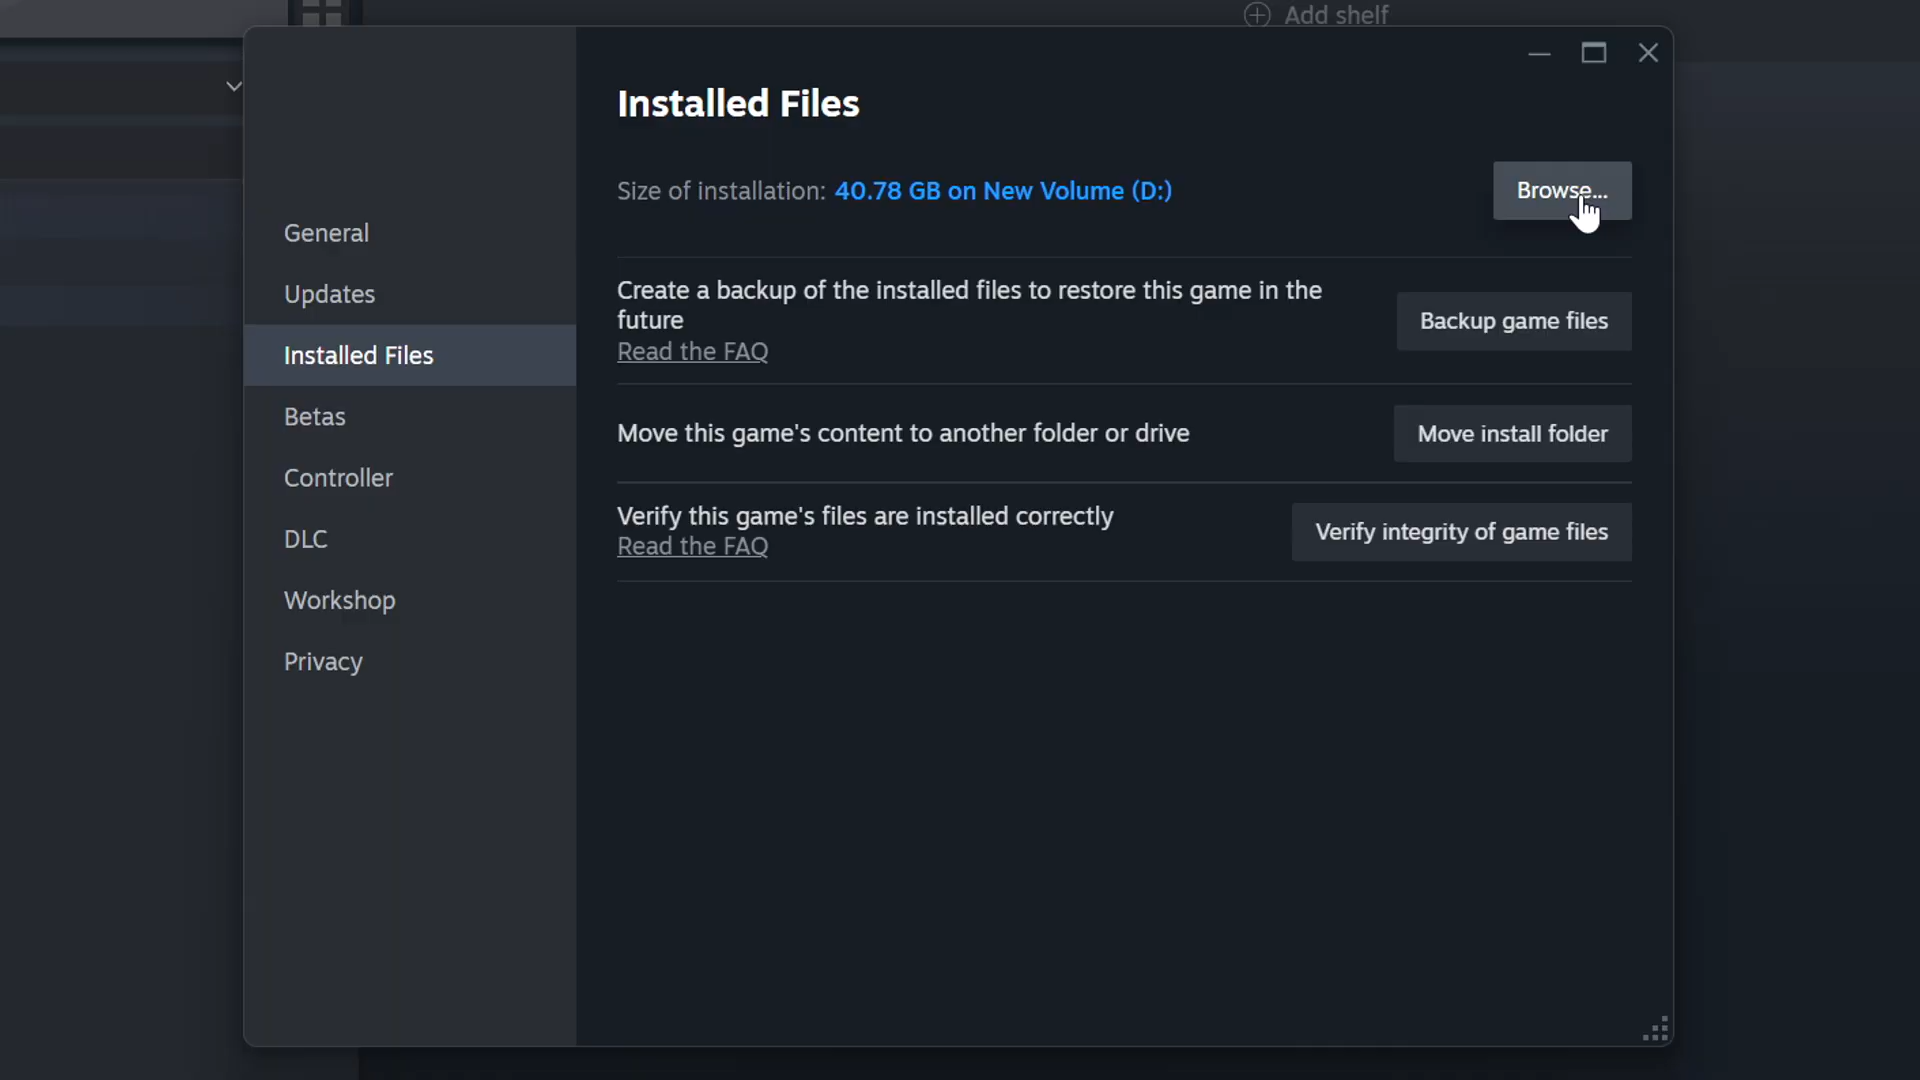 Add shelf
Installed Files
Size of installation: 40.78 GB on New Volume (D:)
Browse...
General
Updates
Installed Files
Betas
Controller
DLC
Workshop
Privacy
Create a backup of the installed files to restore this game in the
future
Read the FAQ
Backup game files
Move this game's content to another folder or drive
Move install folder
Verify this game's files are installed correctly
Read the FAQ
Verify integrity of game files